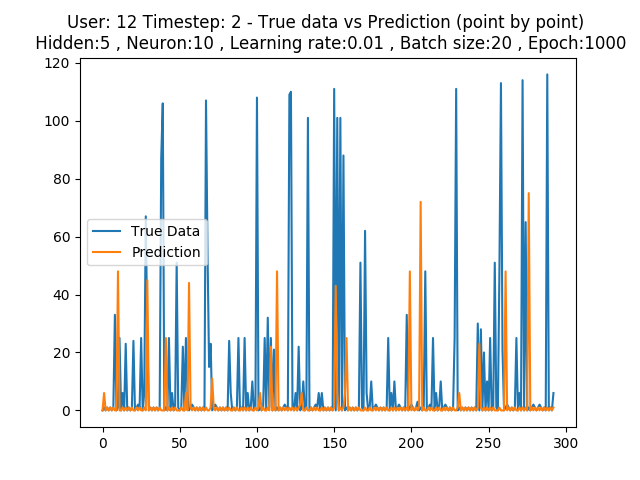 User: 12 Timestep: 2 - True data vs Prediction (point by point)
Hidden:5 , Neuron:10 , Learning rate:0.01 , Batch size:20 , Epoch:1000
120
100
80
60
40
20
0
True Data
Prediction
0 50 100 150 200 250 300